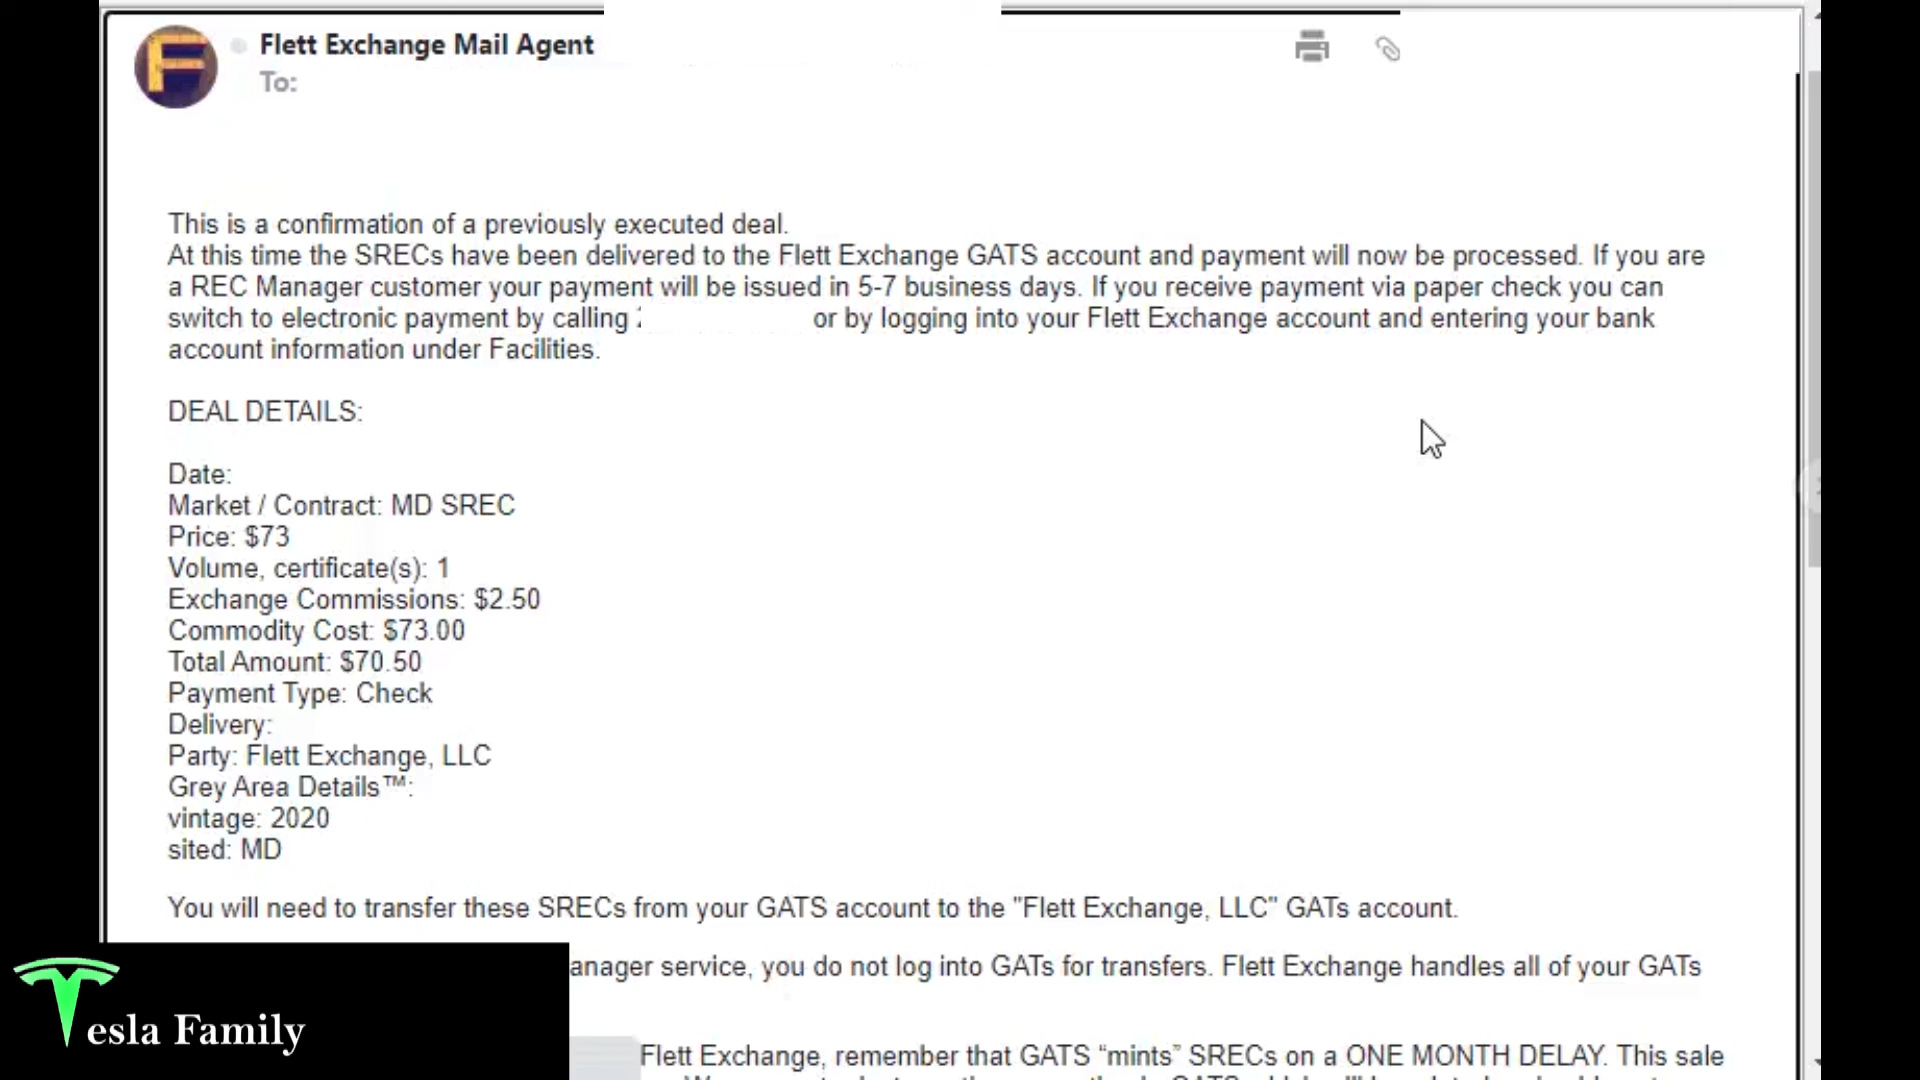 Flett Exchange Mail Agent
To:
This is a confirmation of a previously executed deal.
At this time the SRECs have been delivered to the Flett Exchange GATS account and payment will now be processed. If you are
a REC Manager customer your payment will be issued in 5-7 business days. If you receive payment via paper check you can
switch to electronic payment by calling or by logging into your Flett Exchange account and entering your bank
account information under Facilities.
DEAL DETAILS:
Date:
Market / Contract: MD SREC
Price: $73
Volume, certificate(s): 1
Exchange Commissions: $2.50
Commodity Cost: $73.00
Total Amount: $70.50
Payment Type: Check
Delivery:
Party: Flett Exchange, LLC
Grey Area Details™:
vintage: 2020
sited: MD
You will need to transfer these SRECs from your GATS account to the "Flett Exchange, LLC" GATs account.
anager service, you do not log into GATs for transfers. Flett Exchange handles all of your GATs
Flett Exchange, remember that GATS “mints” SRECs on a ONE MONTH DELAY. This sale
Tesla Family